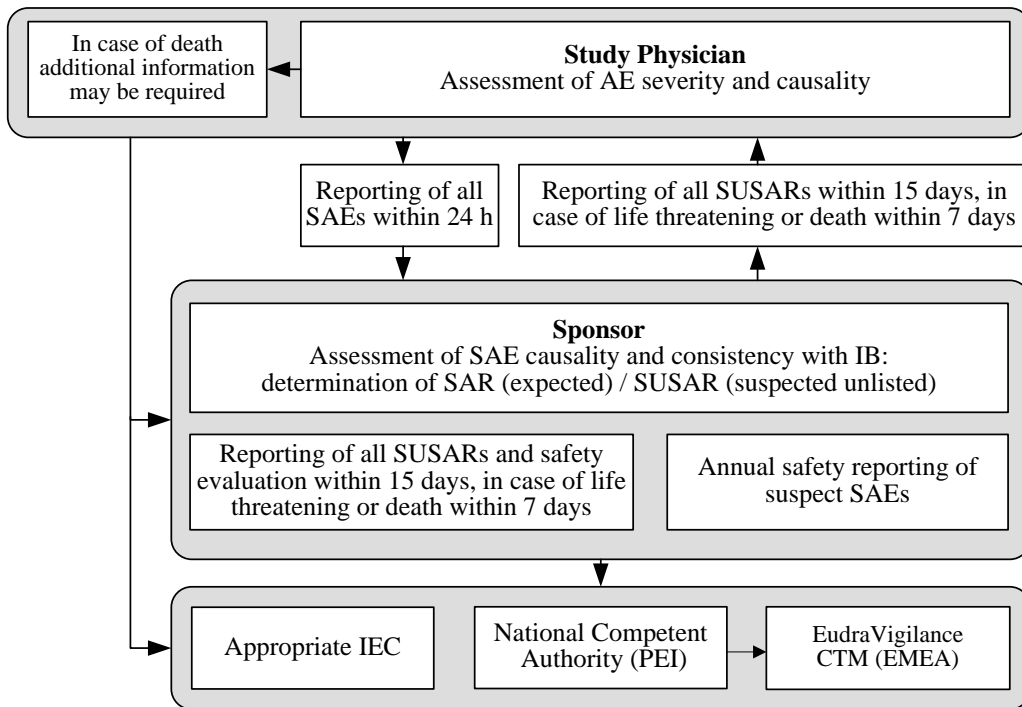 In case of death
additional information
may be required
Study Physician
Assessment of AE severity and causality
Reporting of all
SAEs within 24 h
Reporting of all SUSARs within 15 days, in
case of life threatening or death within 7 days
Sponsor
Assessment of SAE causality and consistency with IB:
determination of SAR (expected) / SUSAR (suspected unlisted)
Reporting of all SUSARs and safety
evaluation within 15 days, in case of life
threatening or death within 7 days
Annual safety reporting of
suspect SAEs
Appropriate IEC
National Competent
Authority (PEI)
EudraVigilance
CTM (EMEA)